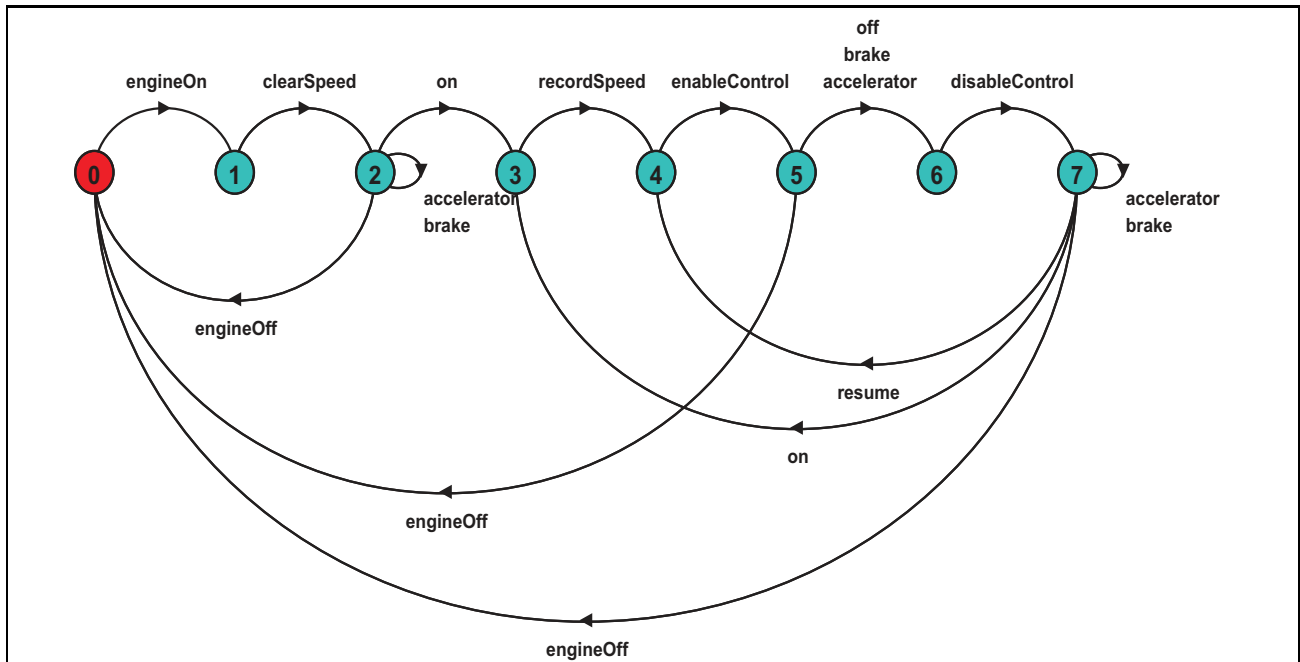 off
brake
engineOn clearSpeed on recordSpeed enableControl accelerator disableControl
0 1 2 3 4 5 6 7
accelerator accelerator
brake brake
engineOff
resume
on
engineOff
engineOff